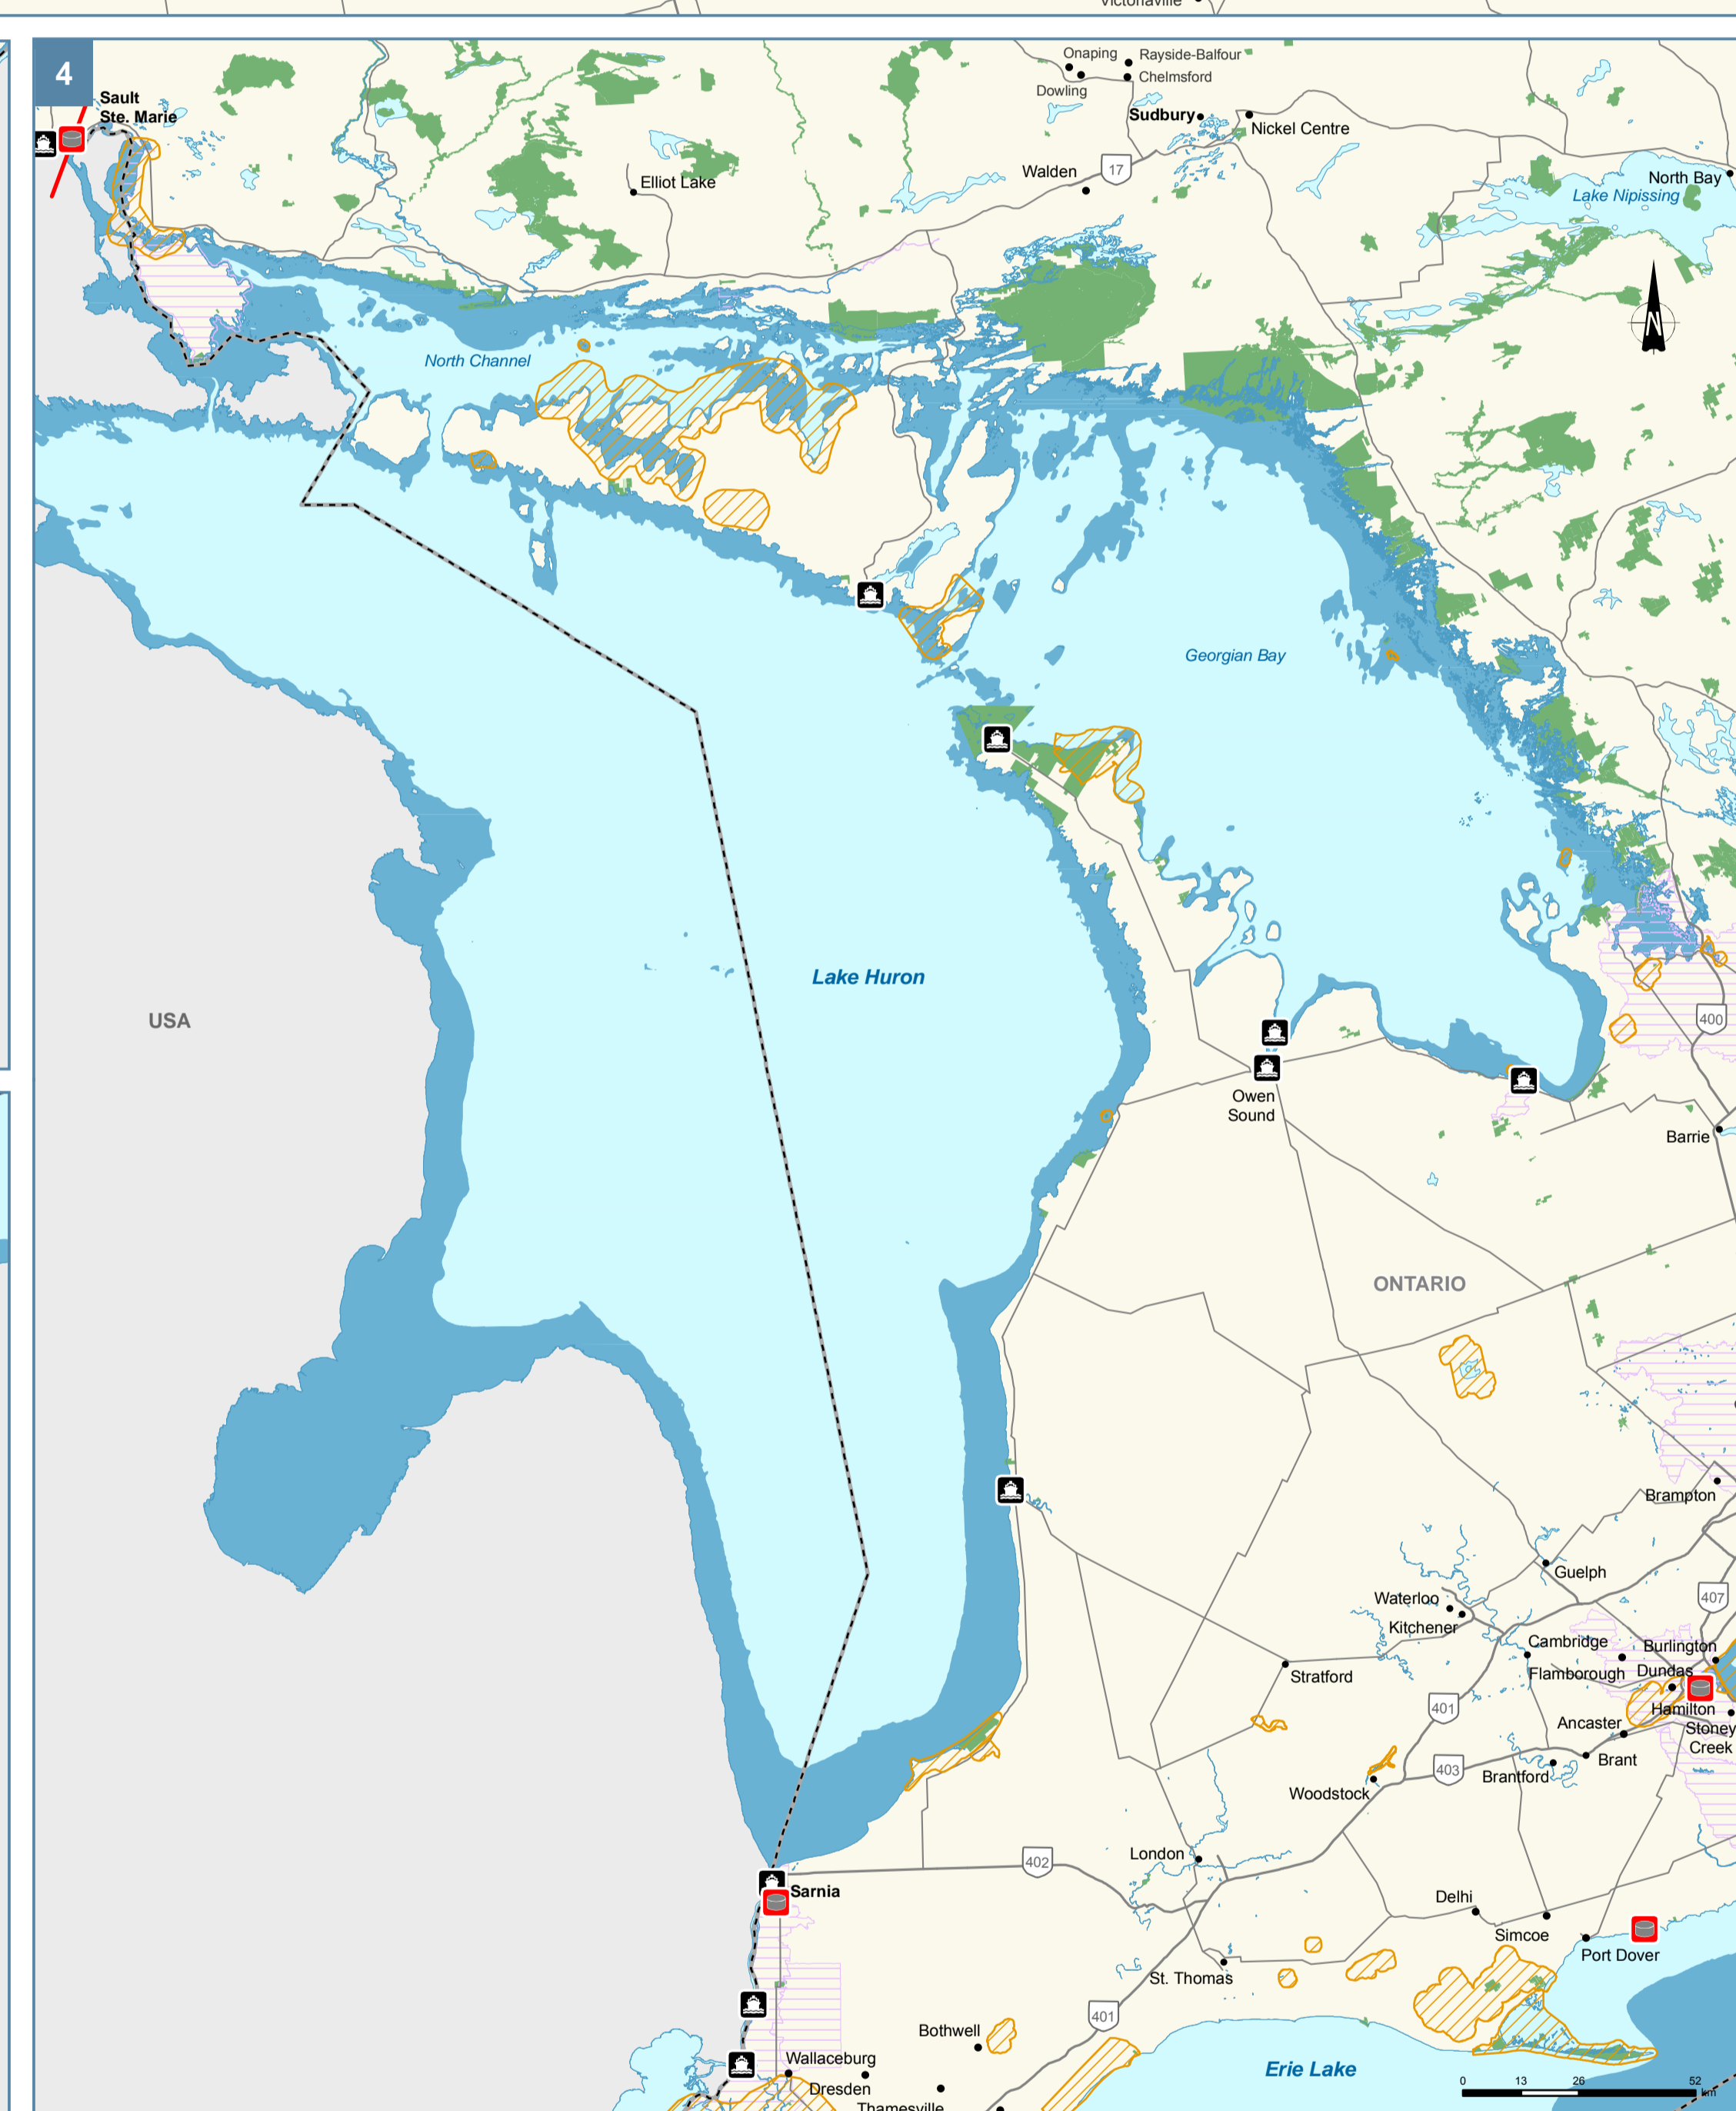 Victoriaville
4
Sault
Ste. Marie
Onaping
Rayside-Balfour
Dowling
Chelmsford
Sudbury
Nickel Centre
Walden
17
Elliot Lake
North Bay
Lake Nipissing
N
North Channel
Georgian Bay
Lake Huron
USA
400
Owen
Sound
Barrie
ONTARIO
Brampton
Guelph
407
Waterloo
Kitchener
Cambridge
Burlington
Flamborough
Dundas
Stratford
Hamilton
401
Ancaster
Stoney
Creek
403
Brant
Brantford
Woodstock
London
402
Sarnia
Delhi
Simcoe
Port Dover
St. Thomas
401
Bothwell
Wallaceburg
Dresden
Thamesville
Erie Lake
0 13 26 52
km